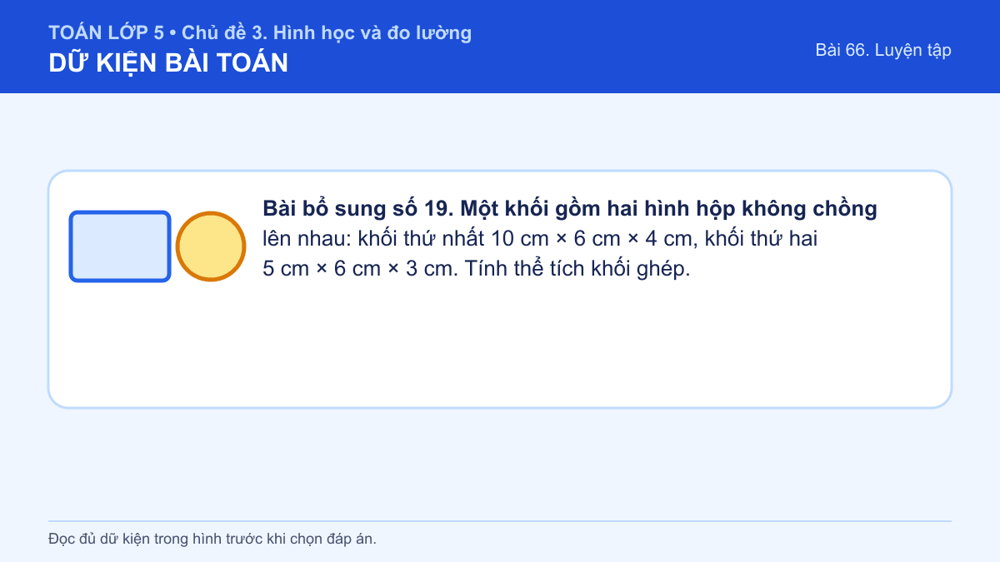 TOÁN LỚP 5 • Chủ đề 3. Hình học và đo lường
DỮ KIỆN BÀI TOÁN
Bài 66. Luyện tập
Bài bổ sung số 19. Một khối gồm hai hình hộp không chồng
lên nhau: khối thứ nhất 10 cm × 6 cm × 4 cm, khối thứ hai
5 cm × 6 cm × 3 cm. Tính thể tích khối ghép.
Đọc đủ dữ kiện trong hình trước khi chọn đáp án.